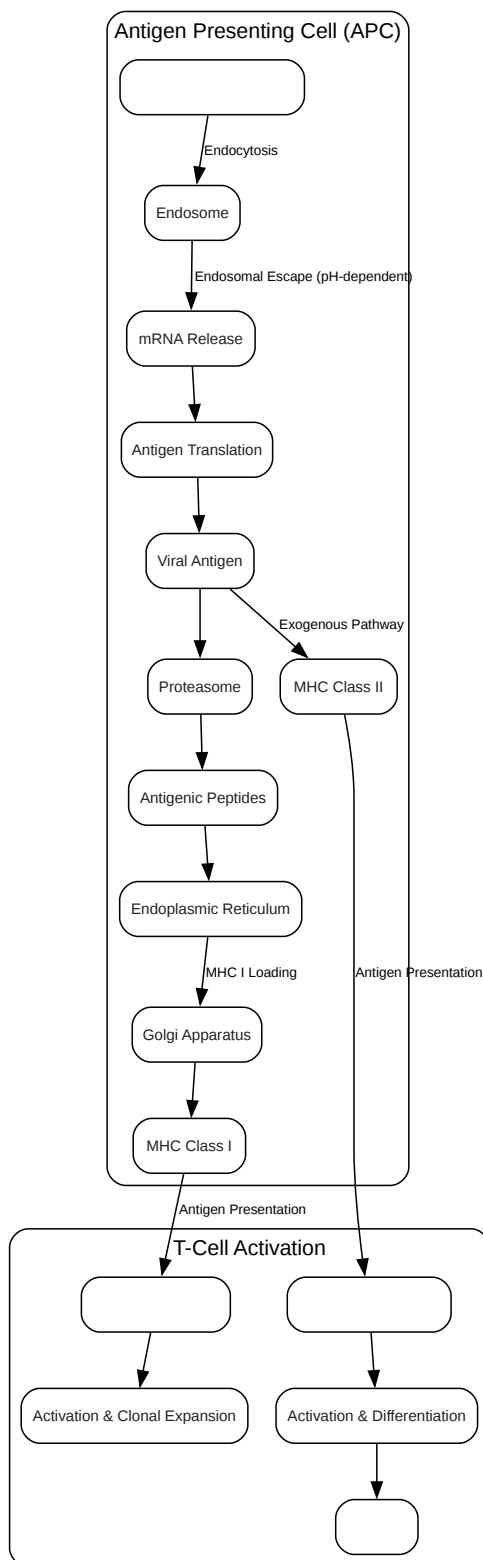 Antigen Presenting Cell (APC)
Endocytosis
Endosome
Endosomal Escape (pH-dependent)
mRNA Release
Antigen Translation
Viral Antigen
Exogenous Pathway
Proteasome
MHC Class II
Antigenic Peptides
Endoplasmic Reticulum
MHC I Loading
Antigen Presentation
Golgi Apparatus
MHC Class I
Antigen Presentation
T-Cell Activation
Activation & Clonal Expansion
Activation & Differentiation